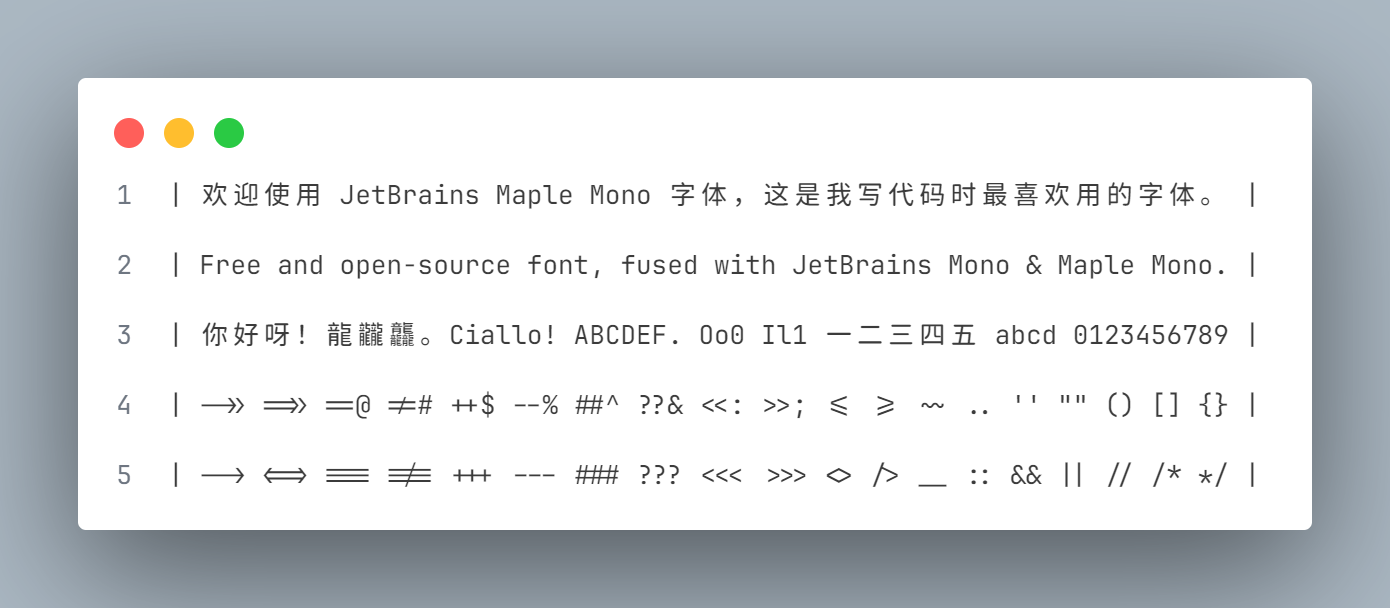 1 | 欢迎使用 JetBrains Maple Mono 字体，这是我写代码时最喜欢用的字体。 |
2 | Free and open-source font, fused with JetBrains Mono & Maple Mono. |
3 | 你好呀！龍龖龘。Ciallo! ABCDEF. Oo0 Il1 一二三四五 abcd 0123456789 |
4 | -->> ==>> ==@ !=# ++$ --% ##^ ??& <<: >>; <= >= ~~ .. '' "" () [] {} |
5 | --> <=> === !== +++ --- ### ??? <<< >>> <> /> __ :: && || // /* */ |